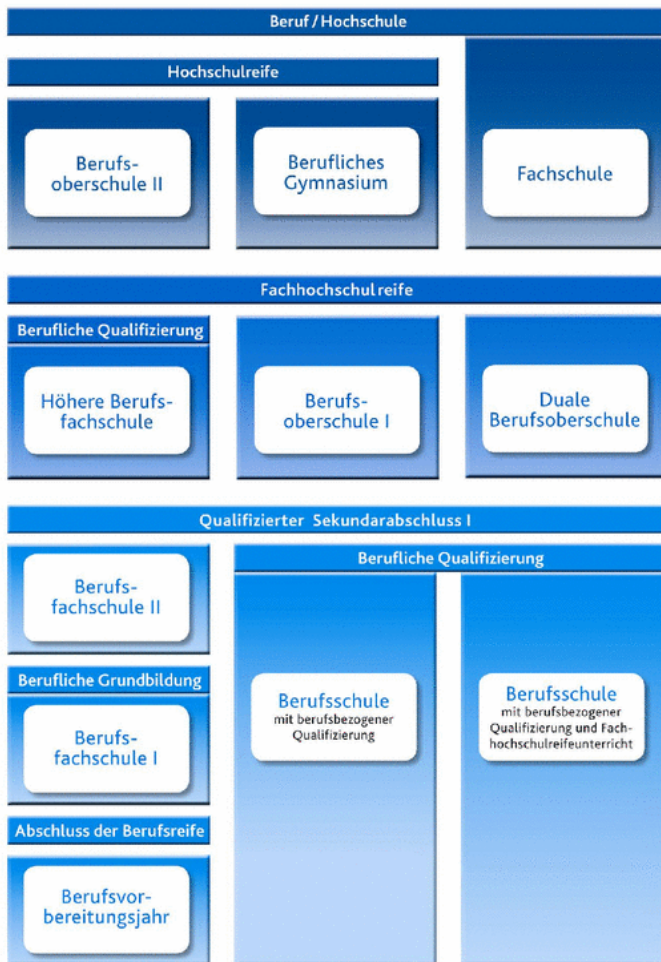 Beruf / Hochschule
Hochschulreife
Berufs-
oberschule II
Berufliches
Gymnasium
Fachschule
Fachhochschulreife
Berufliche Qualifizierung
Höhere Berufs-
fachschule
Berufs-
oberschule I
Duale
Berufsoberschule
Qualifizierter Sekundarabschluss I
Berufs-
fachschule II
Berufliche Qualifizierung
Berufliche Grundbildung
Berufs-
fachschule I
Berufsschule
mit berufsbezogener
Qualifizierung
Berufsschule
mit berufsbezogener
Qualifizierung und Fach-
hochschulreifeunterricht
Abschluss der Berufsreife
Berufsvor-
bereitungsjahr